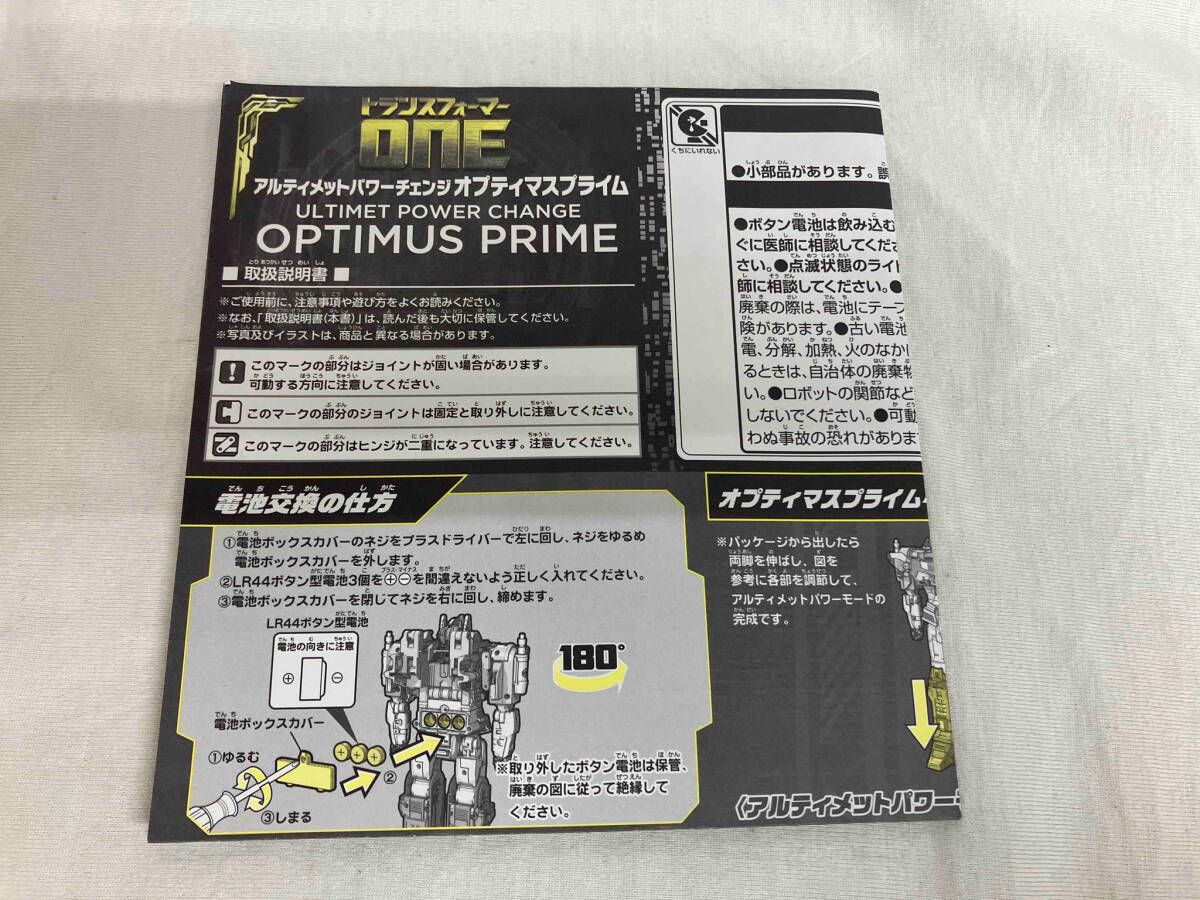 トランスフォーマー
ONE
アルティメットパワーチェンジ オプティマスプライム
ULTIMET POWER CHANGE
OPTIMUS PRIME
■ 取扱説明書 ■
※ご使用前に、注意事項や遊び方をよくお読みください。
※なお、「取扱説明書(本書)」は、読んだ後も大切に保管してください。
※写真及びイラストは、商品と異なる場合があります。
このマークの部分はジョイントが固い場合があります。
可動する方向に注意してください。
このマークの部分のジョイントは固定と取り外しに注意してください。
このマークの部分はヒンジが二重になっています。注意してください。
くちにいれない
●小部品があります。誤
●ボタン電池は飲み込む
ぐに医師に相談してくださ
さい。●点滅状態のライト
師に相談してください。●
廃棄の際は、電池にテープ
険があります。●古い電池
電、分解、加熱、火のなかに
るときは、自治体の廃棄物
い。●ロボットの関節など
しないでください。●可動
わぬ事故の恐れがありま
電池交換の仕方
①電池ボックスカバーのネジをプラスドライバーで左に回し、ネジをゆるめ
電池ボックスカバーを外します。
②LR44ボタン型電池3個を⊕⊖を間違えないよう正しく入れてください。
③電池ボックスカバーを閉じてネジを右に回し、締めます。
LR44ボタン型電池
電池の向きに注意
⊕ ⊖
電池ボックスカバー
①ゆるむ
②
③しまる
180°
※取り外したボタン電池は保管、
廃棄の図に従って絶縁して
ください。
オプティマスプライム
※パッケージから出したら
両脚を伸ばし、図を
参考に各部を調節して、
アルティメットパワーモードの
完成です。
〈アルティメットパワー